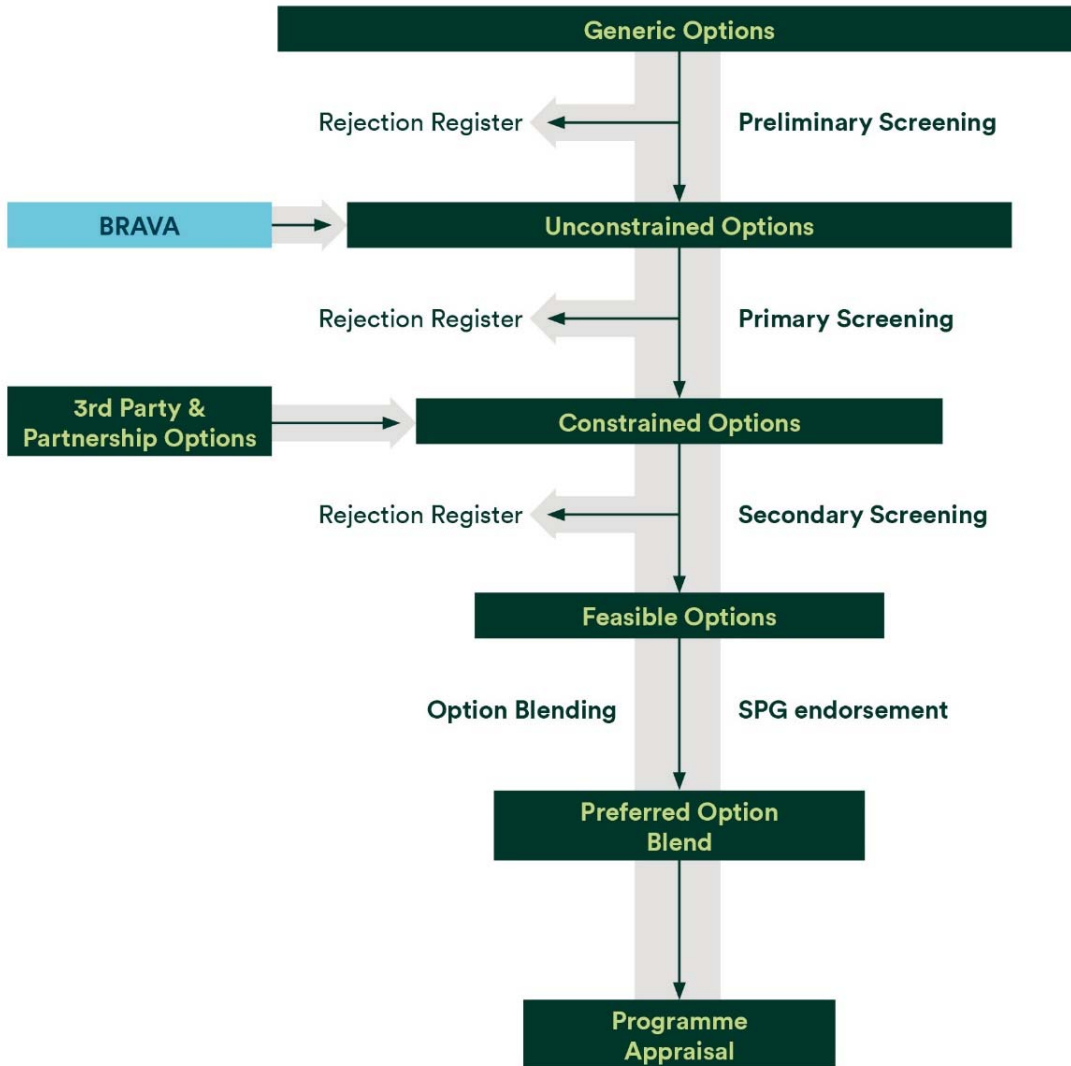 Generic Options
Rejection Register
Preliminary Screening
BRAVA
Unconstrained Options
Rejection Register
Primary Screening
3rd Party &
Partnership Options
Constrained Options
Rejection Register
Secondary Screening
Feasible Options
Option Blending
SPG endorsement
Preferred Option
Blend
Programme
Appraisal